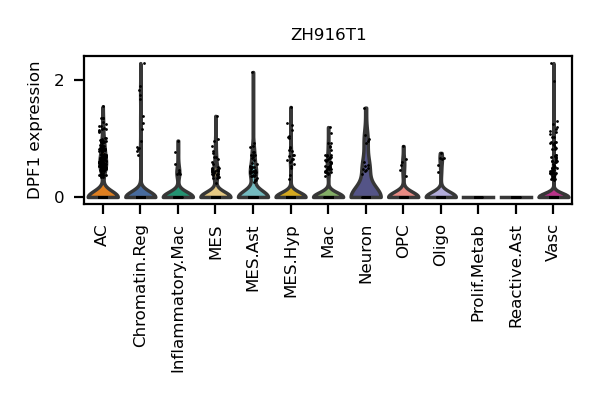 ZH916T1
DPF1 expression
2
0
AC
Chromatin.Reg
Inflammatory.Mac
MES
MES.Ast
MES.Hyp
Mac
Neuron
OPC
Oligo
Prolif.Metab
Reactive.Ast
Vasc